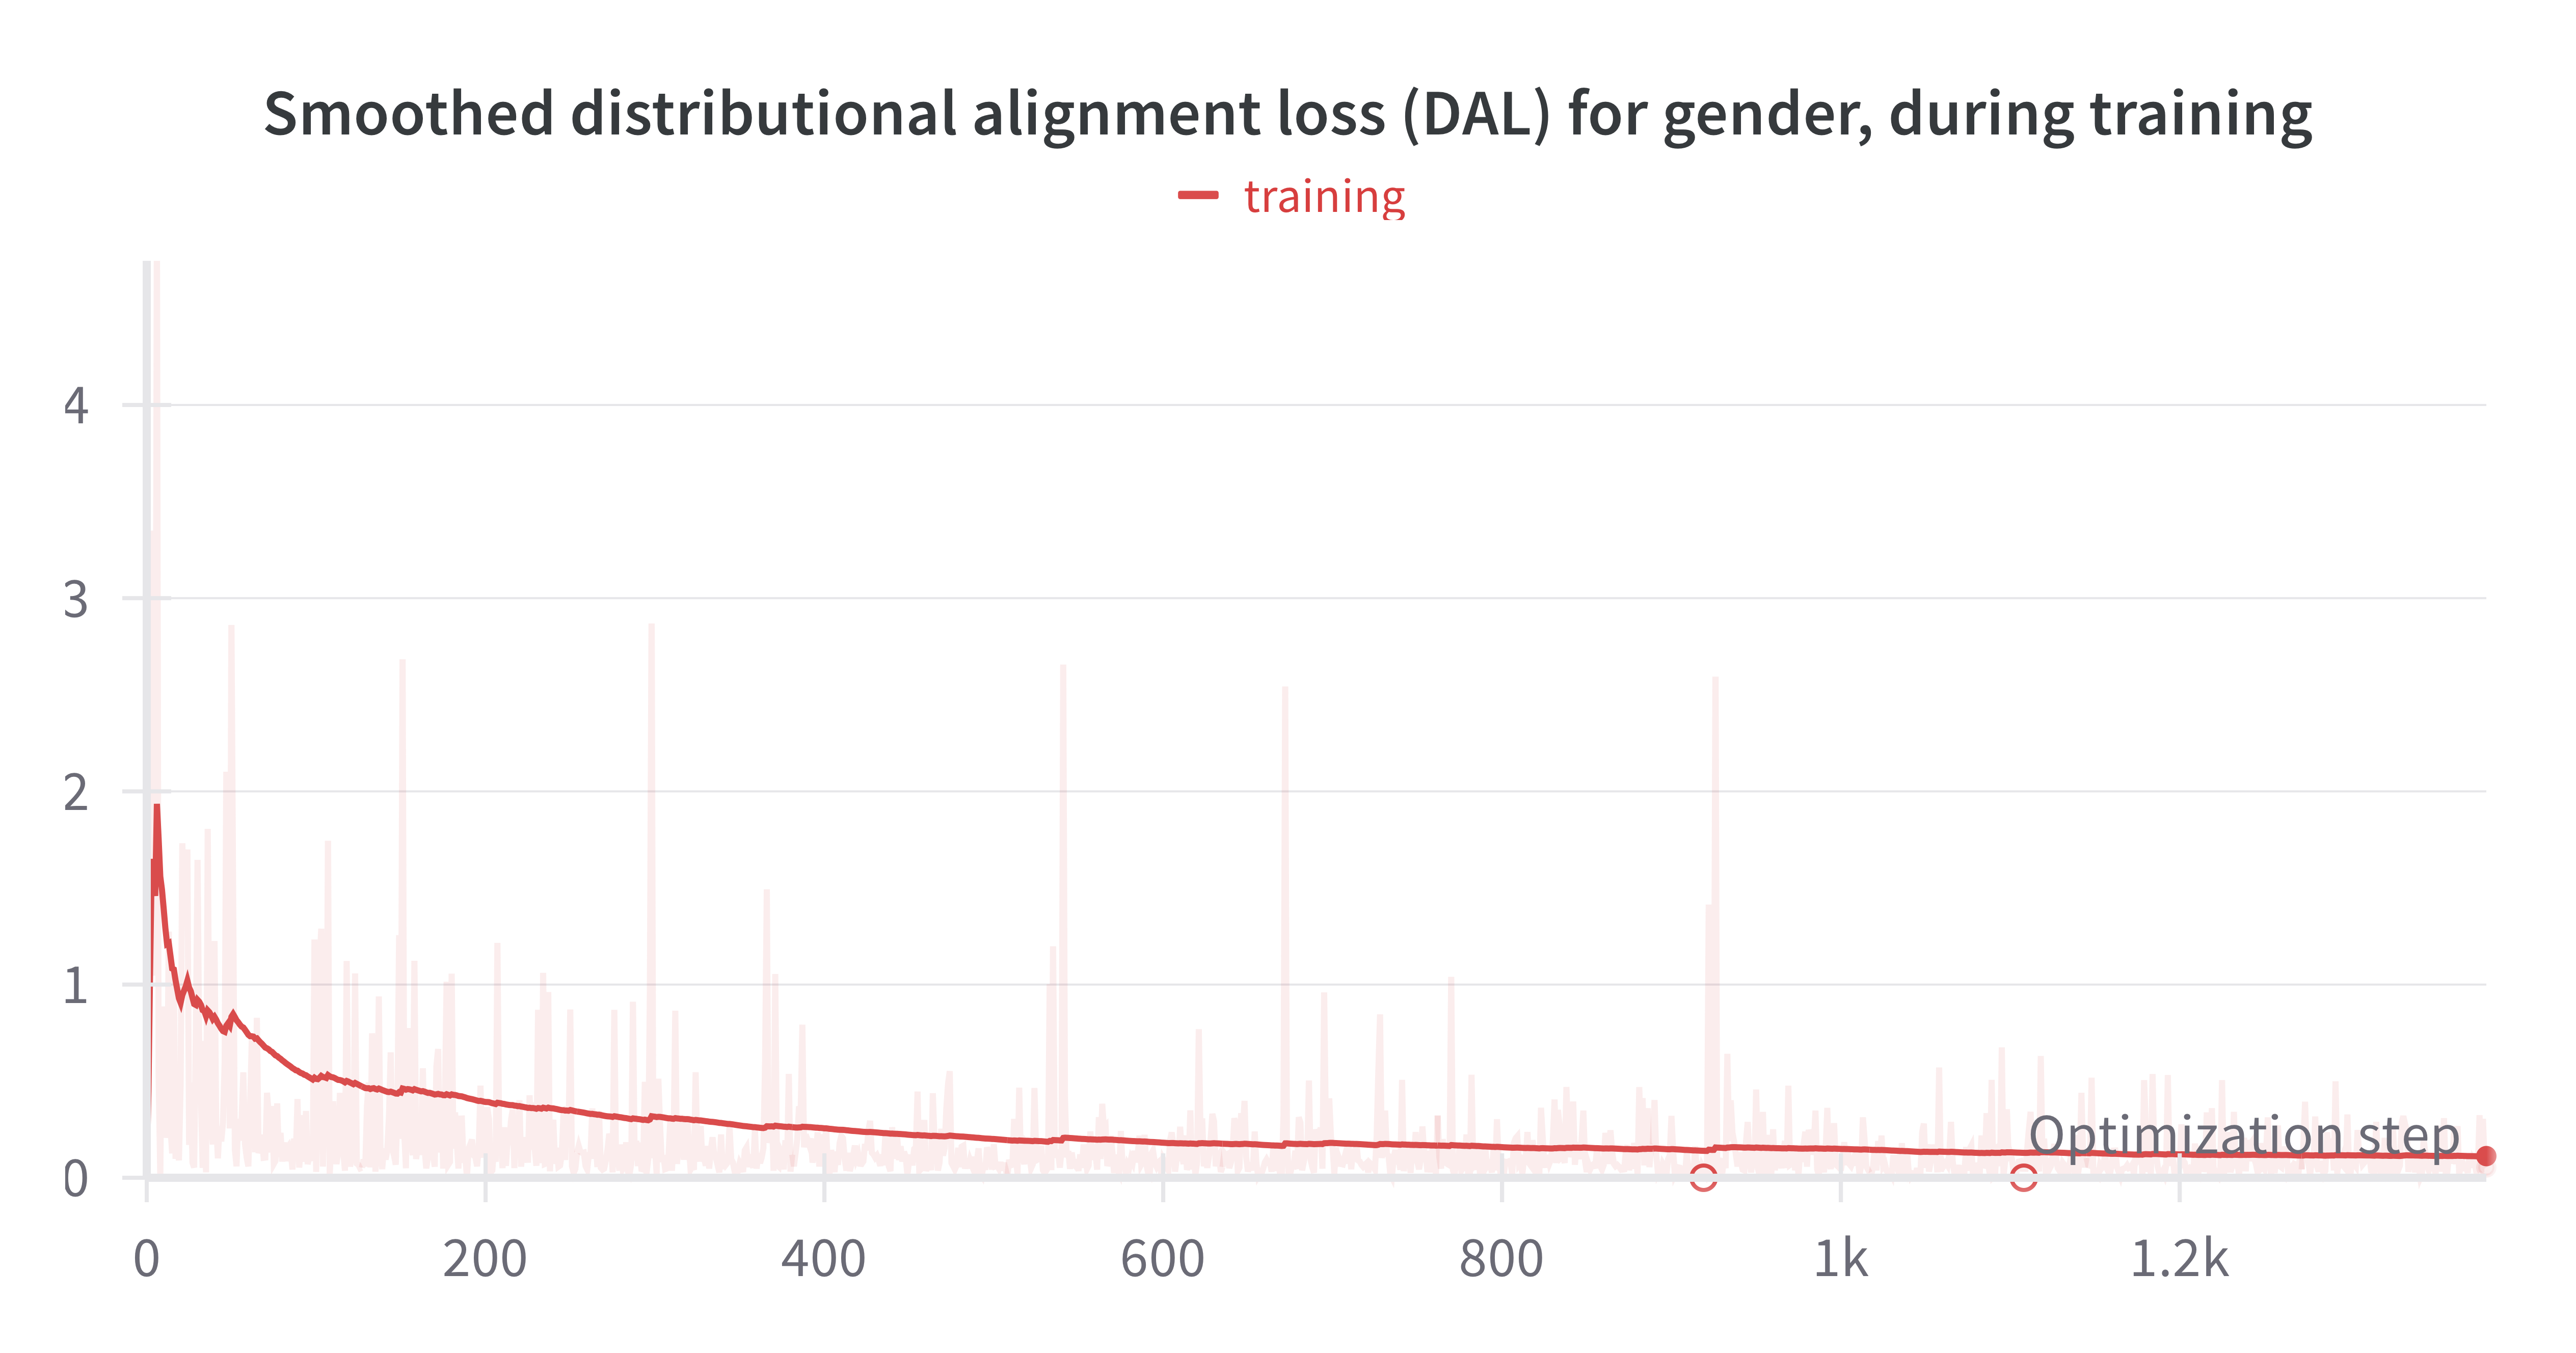 Smoothed distributional alignment loss (DAL) for gender, during training
training
4
3
2
1
0
Optimization step
0 200 400 600 800 1k 1.2k